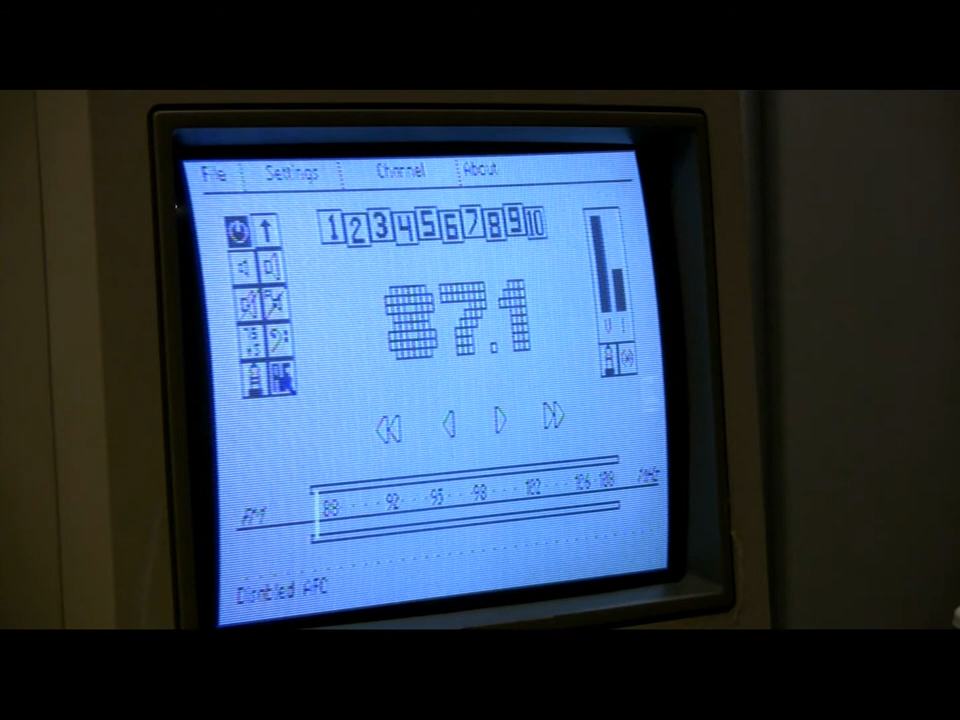 File Settings Channel About
1 2 3 4 5 6 7 8 9 10
87.1
V I
88 92 95 98 102 106 108 MHz
FM
Disabled AFC